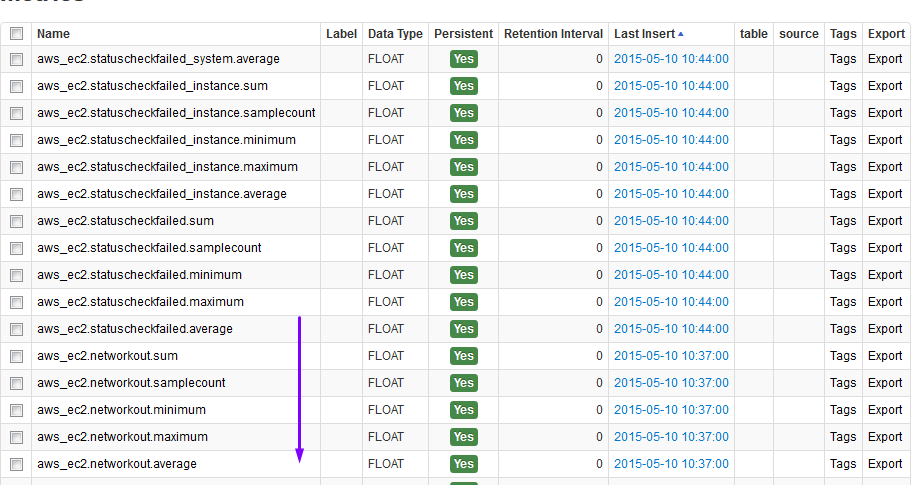 Name Label Data Type Persistent Retention Interval Last Insert table source Tags Export
aws_ec2.statuscheckfailed_system.average FLOAT Yes 0 2015-05-10 10:44:00 Tags Export
aws_ec2.statuscheckfailed_instance.sum FLOAT Yes 0 2015-05-10 10:44:00 Tags Export
aws_ec2.statuscheckfailed_instance.samplecount FLOAT Yes 0 2015-05-10 10:44:00 Tags Export
aws_ec2.statuscheckfailed_instance.minimum FLOAT Yes 0 2015-05-10 10:44:00 Tags Export
aws_ec2.statuscheckfailed_instance.maximum FLOAT Yes 0 2015-05-10 10:44:00 Tags Export
aws_ec2.statuscheckfailed_instance.average FLOAT Yes 0 2015-05-10 10:44:00 Tags Export
aws_ec2.statuscheckfailed.sum FLOAT Yes 0 2015-05-10 10:44:00 Tags Export
aws_ec2.statuscheckfailed.samplecount FLOAT Yes 0 2015-05-10 10:44:00 Tags Export
aws_ec2.statuscheckfailed.minimum FLOAT Yes 0 2015-05-10 10:44:00 Tags Export
aws_ec2.statuscheckfailed.maximum FLOAT Yes 0 2015-05-10 10:44:00 Tags Export
aws_ec2.statuscheckfailed.average FLOAT Yes 0 2015-05-10 10:44:00 Tags Export
aws_ec2.networkout.sum FLOAT Yes 0 2015-05-10 10:37:00 Tags Export
aws_ec2.networkout.samplecount FLOAT Yes 0 2015-05-10 10:37:00 Tags Export
aws_ec2.networkout.minimum FLOAT Yes 0 2015-05-10 10:37:00 Tags Export
aws_ec2.networkout.maximum FLOAT Yes 0 2015-05-10 10:37:00 Tags Export
aws_ec2.networkout.average FLOAT Yes 0 2015-05-10 10:37:00 Tags Export